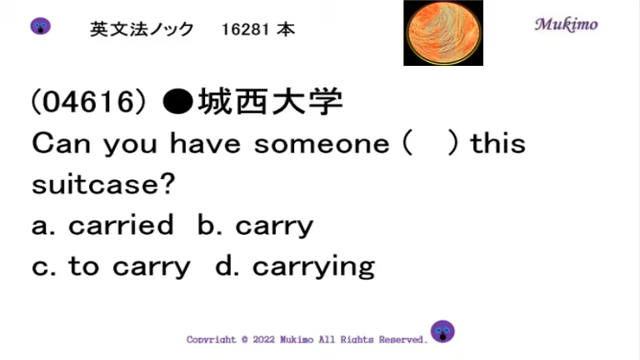 英文法ノック 16281 本
Mukimo
(04616) ●城西大学
Can you have someone (　) this
suitcase?
a. carried b. carry
c. to carry d. carrying
Copyright © 2022 Mukimo All Rights Reserved.